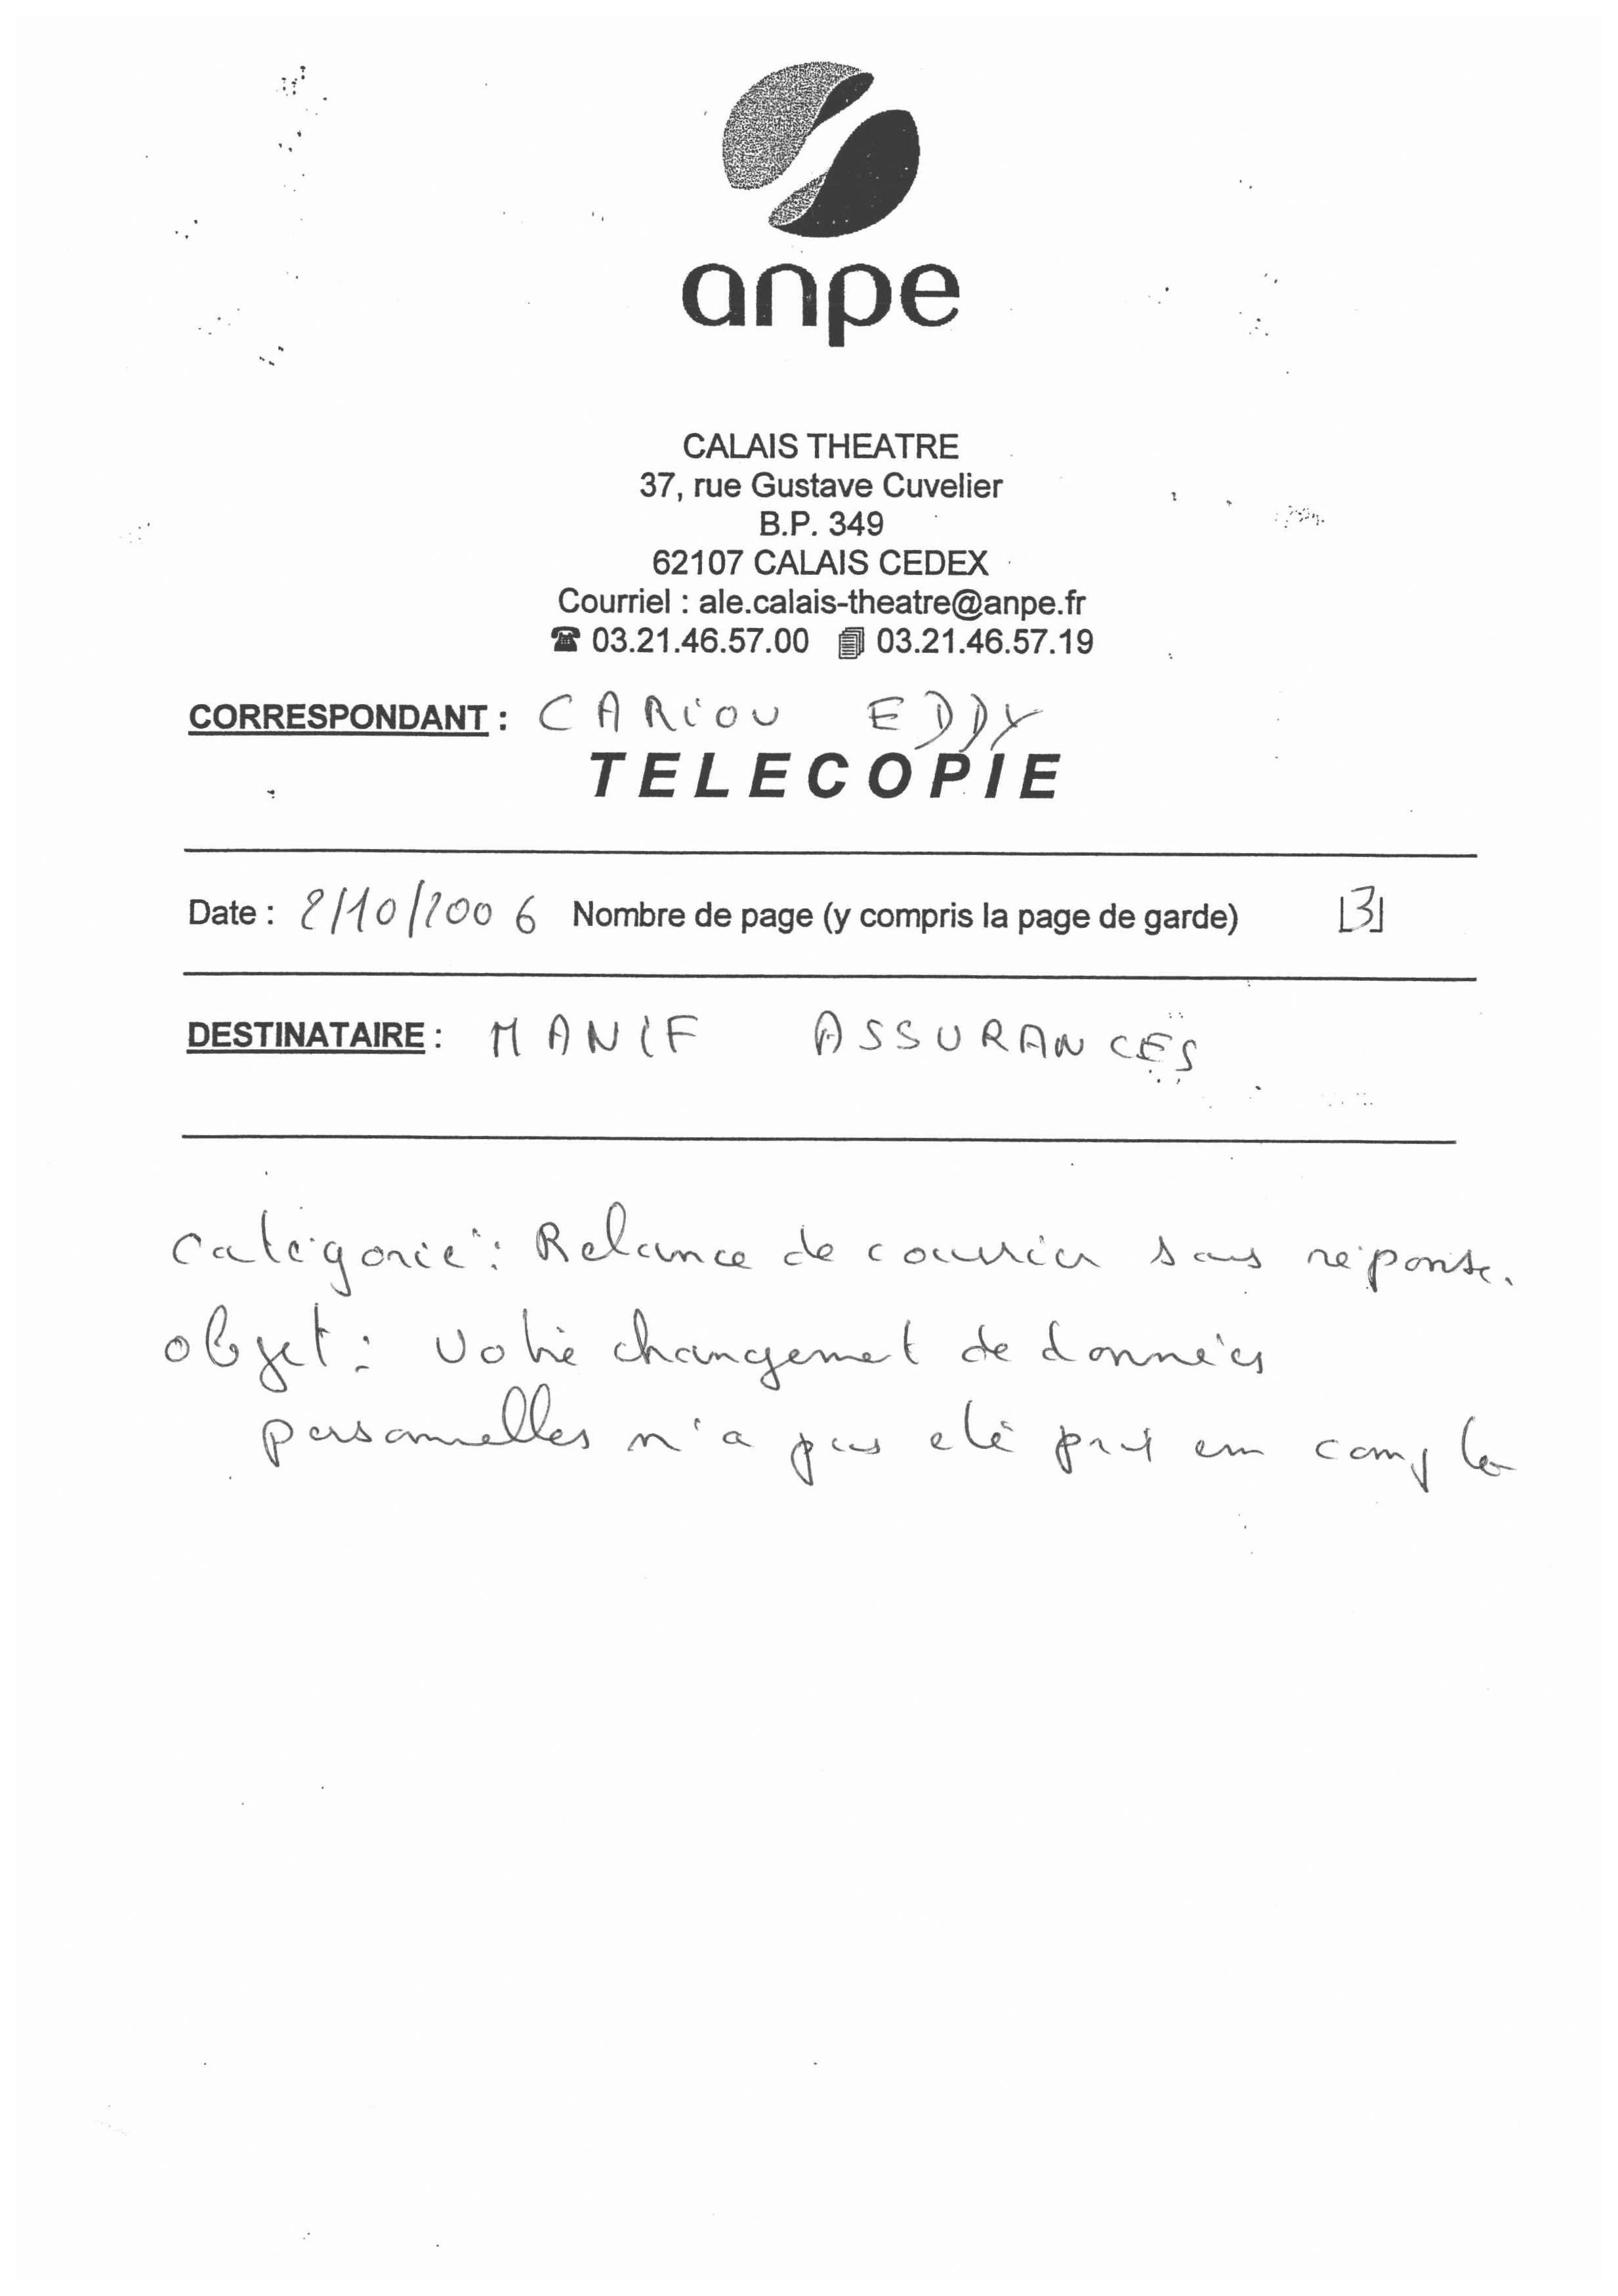 anpe
CALAIS THEATRE
37, rue Gustave Cuvelier
B.P. 349
62107 CALAIS CEDEX
Courriel : ale.calais-theatre@anpe.fr
03.21.46.57.00 03.21.46.57.19
CORRESPONDANT : CARIOU EDDY
TELECOPIE
Date : 2/10/2006 Nombre de page (y compris la page de garde) 3
DESTINATAIRE : MANIF ASSURANCES
Catégorie : Relance de courrier sans réponse.
objet : Votre changement de données
personnelles n'a pas été pris en compte